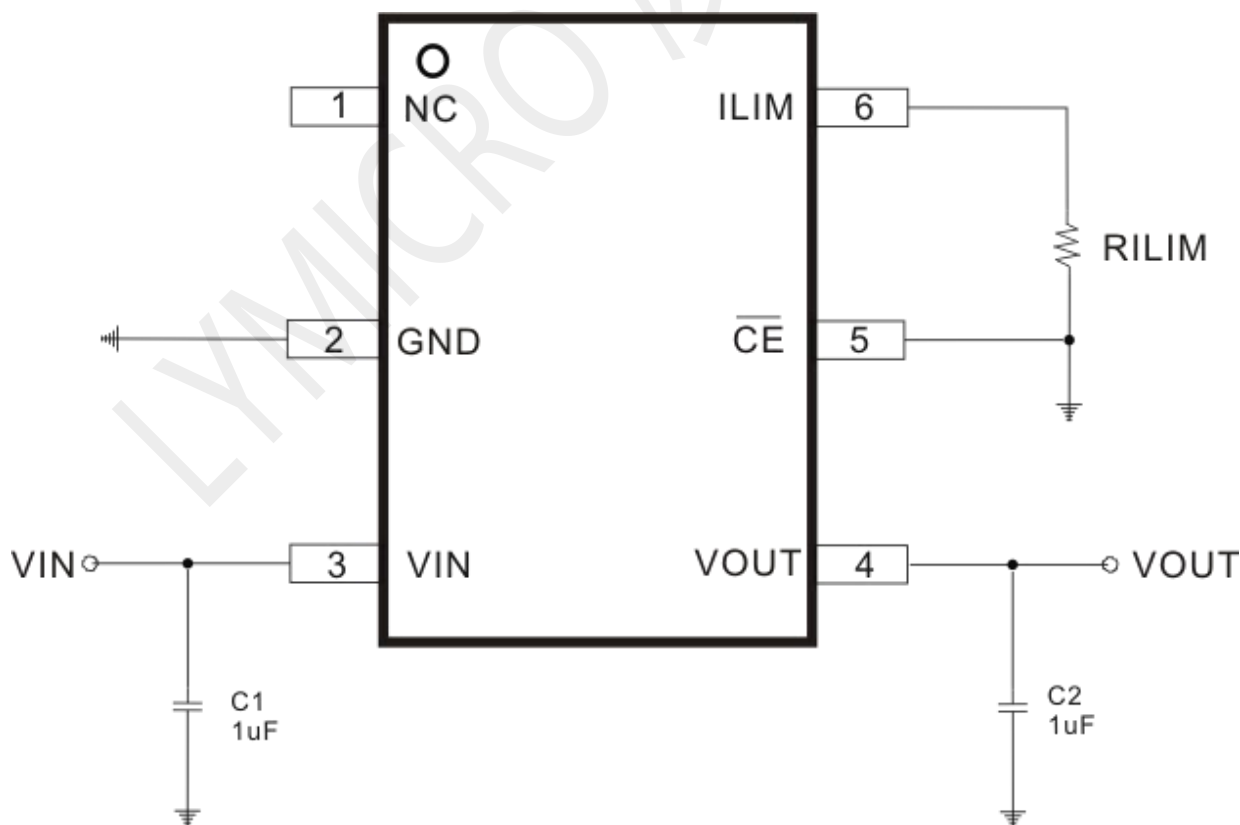 LYMICRO
1 NC
ILIM 6
RILIM
2 GND
C̅E̅ 5
VIN
3 VIN
VOUT 4
VOUT
C1
1uF
C2
1uF